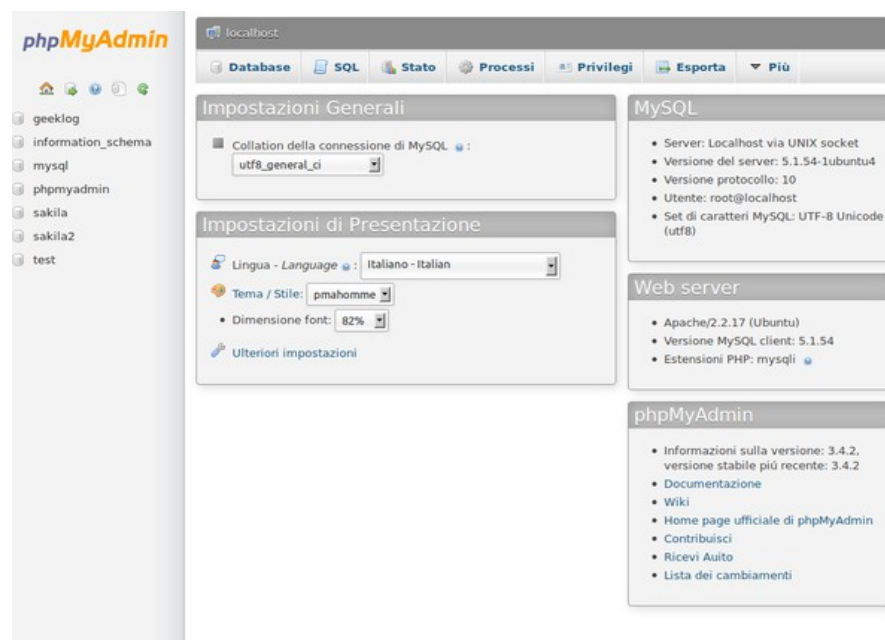 phpMyAdmin
geeklog
information_schema
mysql
phpmyadmin
sakila
sakila2
test
localhost
Database SQL Stato Processi Privilegi Esporta Più
Impostazioni Generali
Collation della connessione di MySQL :
utf8_general_ci
Impostazioni di Presentazione
Lingua - Language : Italiano - Italian
Tema / Stile: pmahomme
Dimensione font: 82%
Ulteriori impostazioni
MySQL
Server: Localhost via UNIX socket
Versione del server: 5.1.54-1ubuntu4
Versione protocollo: 10
Utente: root@localhost
Set di caratteri MySQL: UTF-8 Unicode
(utf8)
Web server
Apache/2.2.17 (Ubuntu)
Versione MySQL client: 5.1.54
Estensioni PHP: mysqli
phpMyAdmin
Informazioni sulla versione: 3.4.2,
versione stabile piú recente: 3.4.2
Documentazione
Wiki
Home page ufficiale di phpMyAdmin
Contribuisci
Ricevi Auito
Lista dei cambiamenti